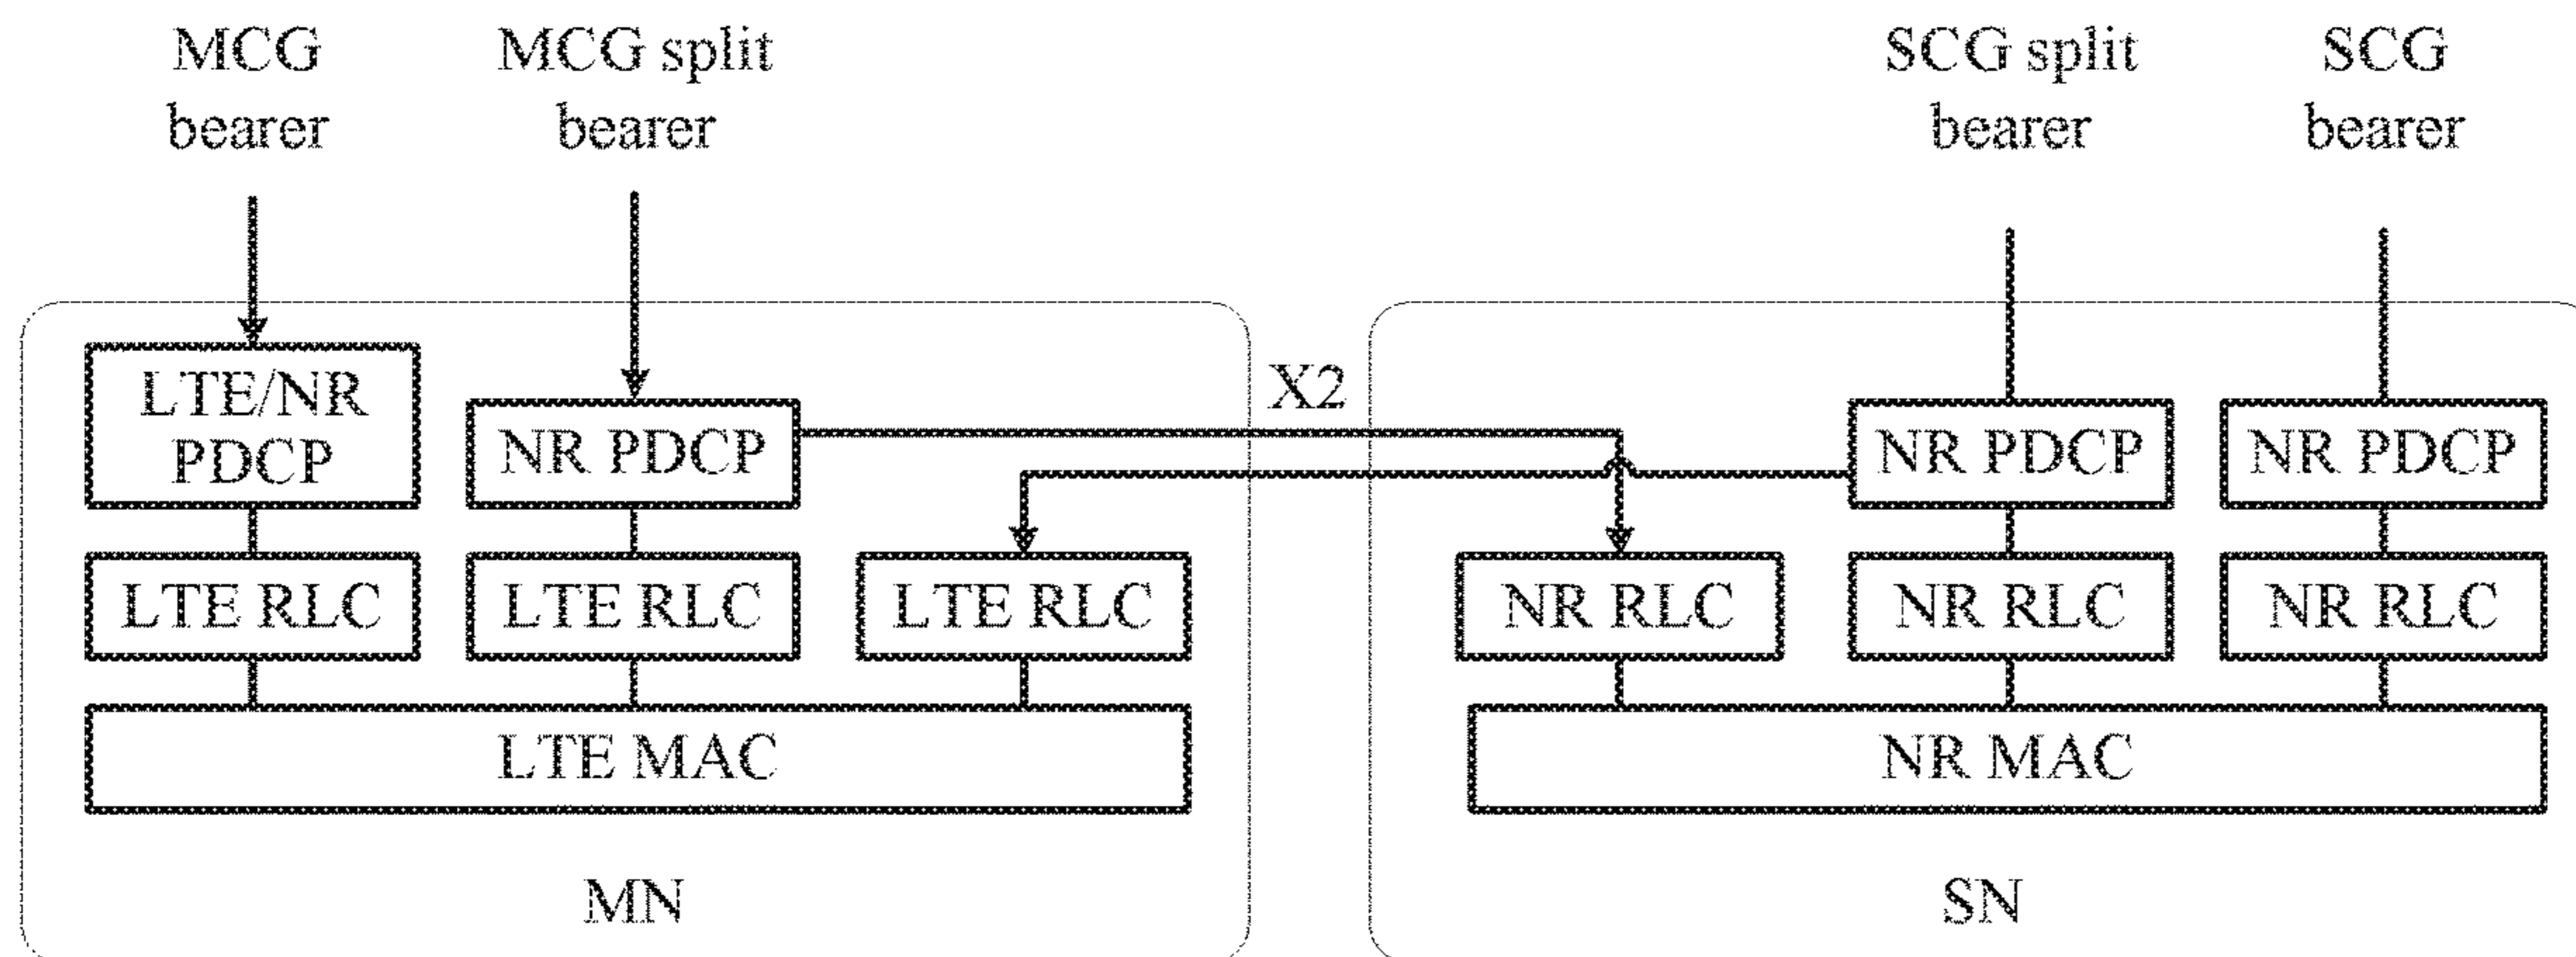 MCG
bearer
MCG split
bearer
SCG split
bearer
SCG
bearer
LTE/NR
PDCP
NR PDCP
X2
NR PDCP
NR PDCP
LTE RLC
LTE RLC
LTE RLC
NR RLC
NR RLC
NR RLC
LTE MAC
NR MAC
MN
SN